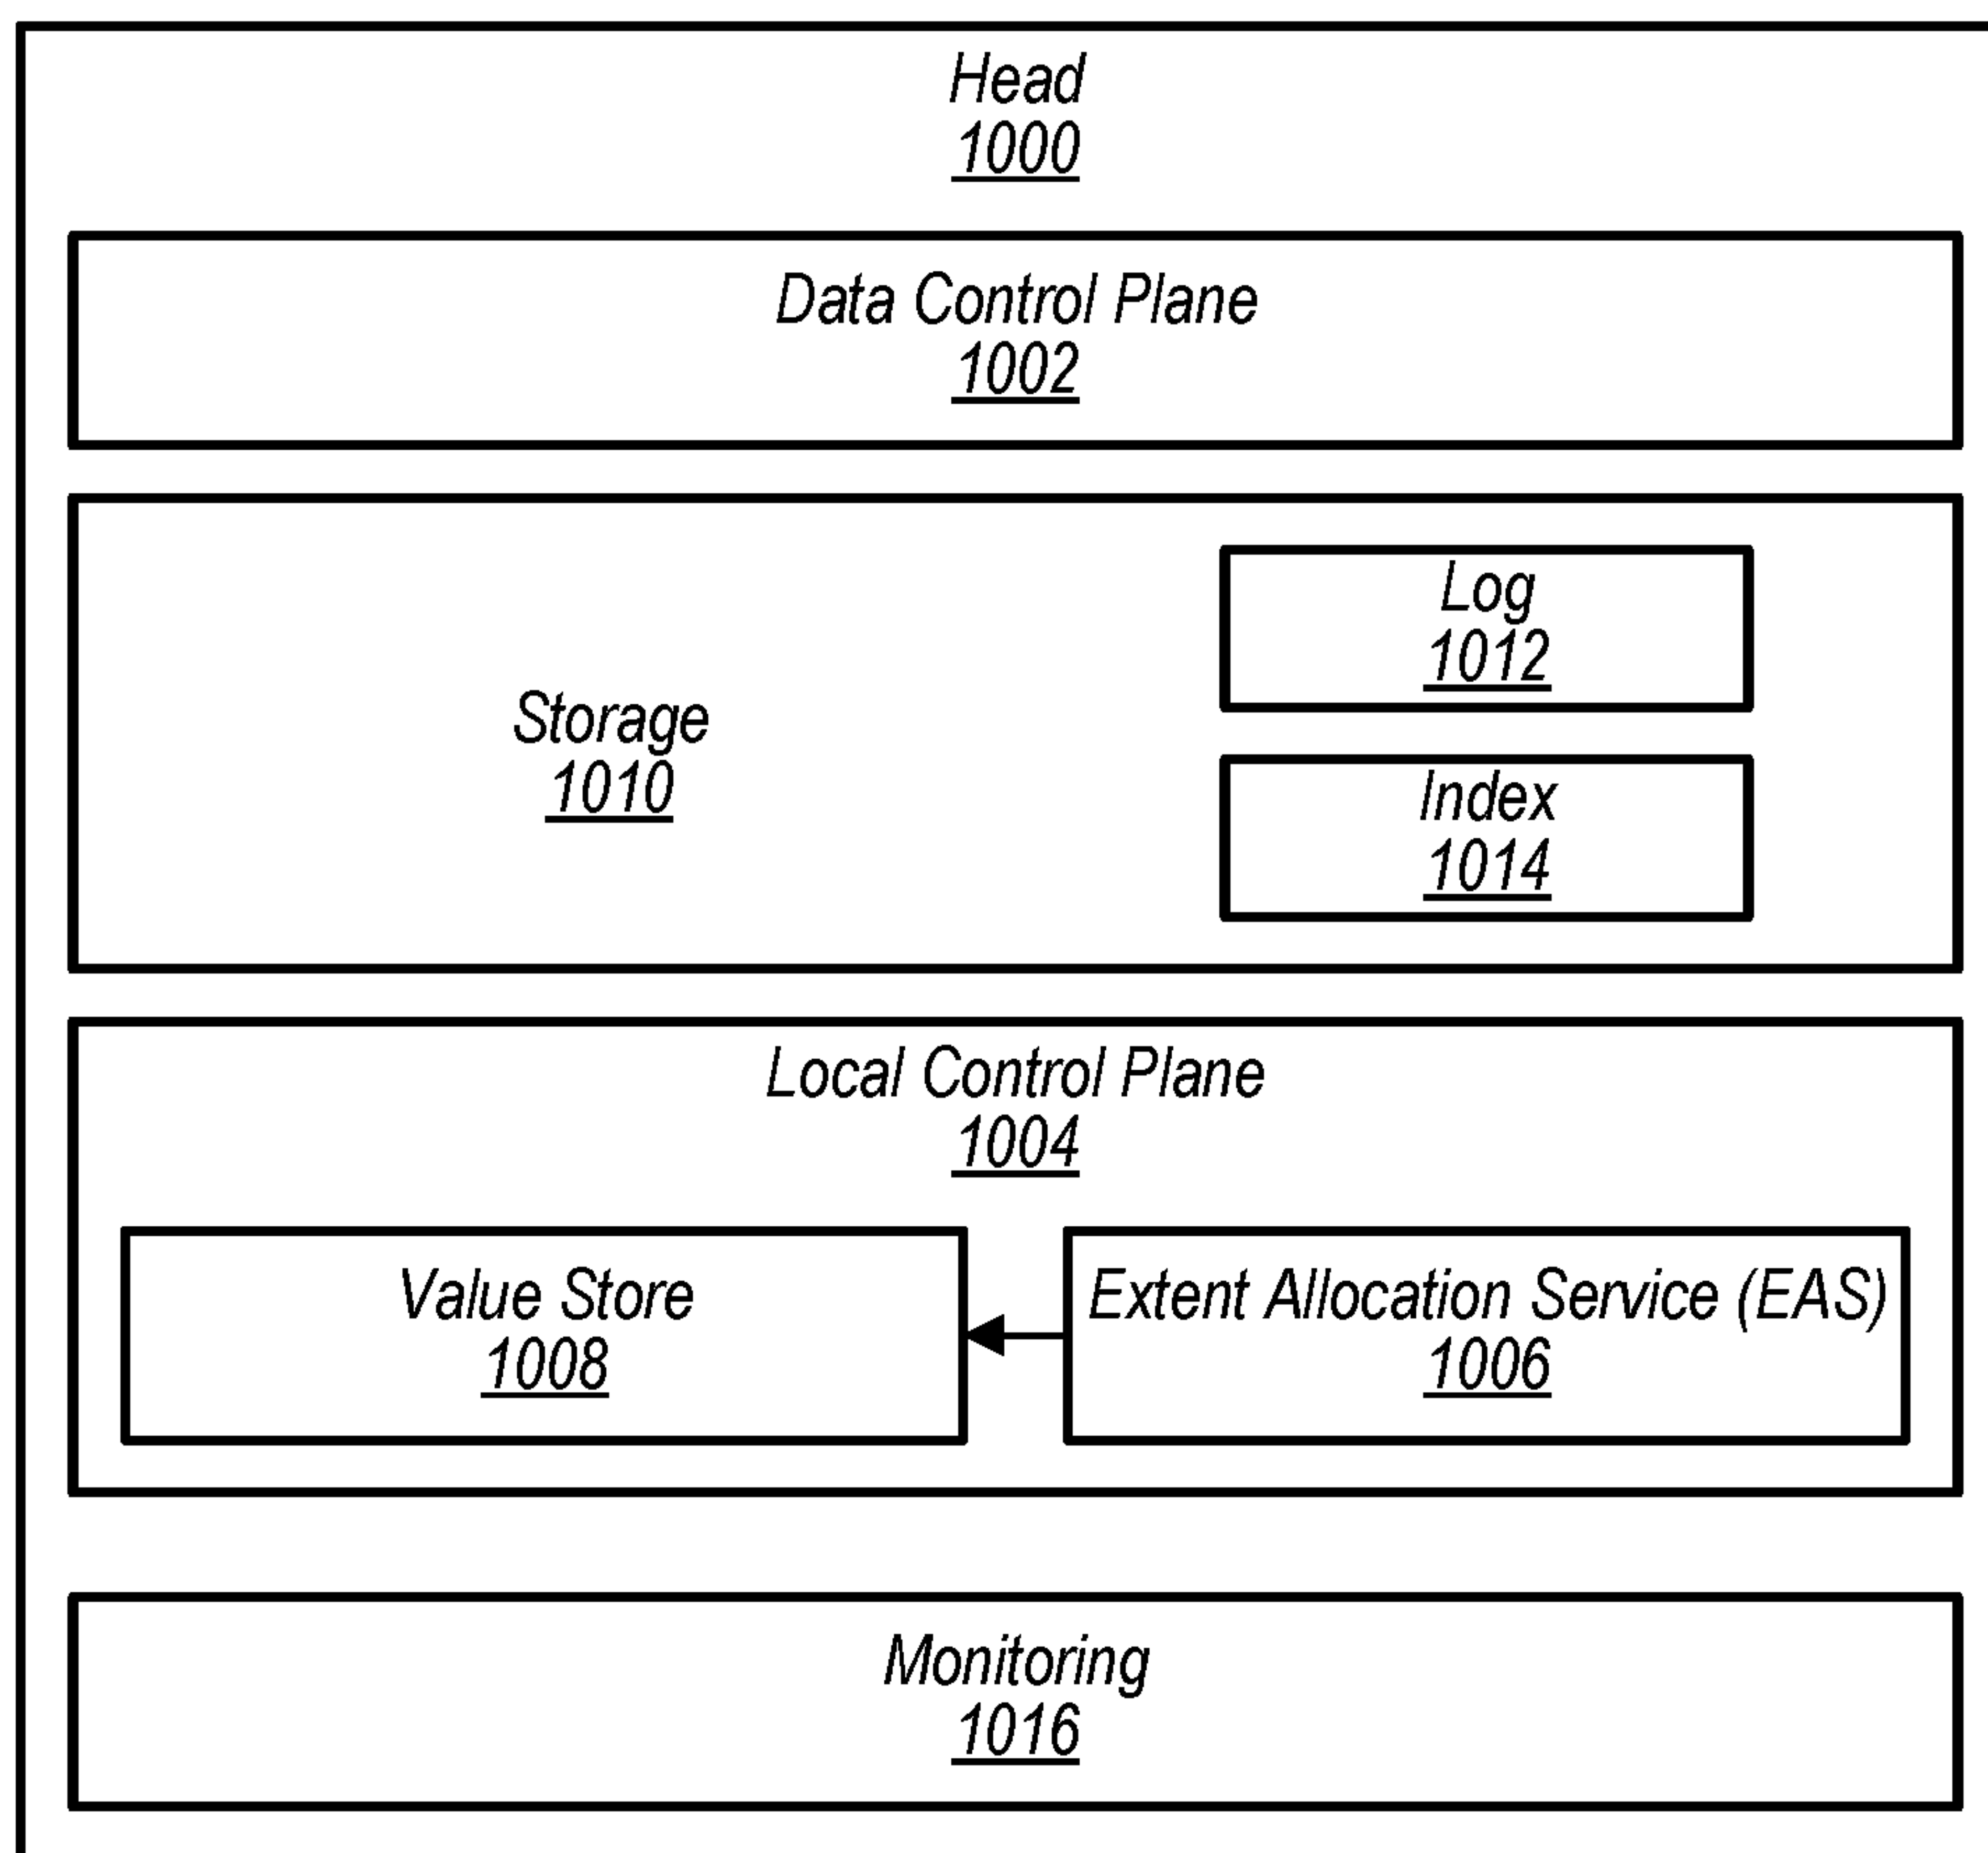 Head
1000
Data Control Plane
1002
Log
1012
Storage
1010
Index
1014
Local Control Plane
1004
Value Store
1008
Extent Allocation Service (EAS)
1006
Monitoring
1016